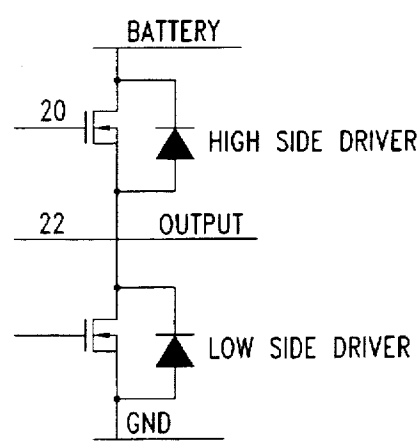 BATTERY
20
HIGH SIDE DRIVER
22 OUTPUT
LOW SIDE DRIVER
GND